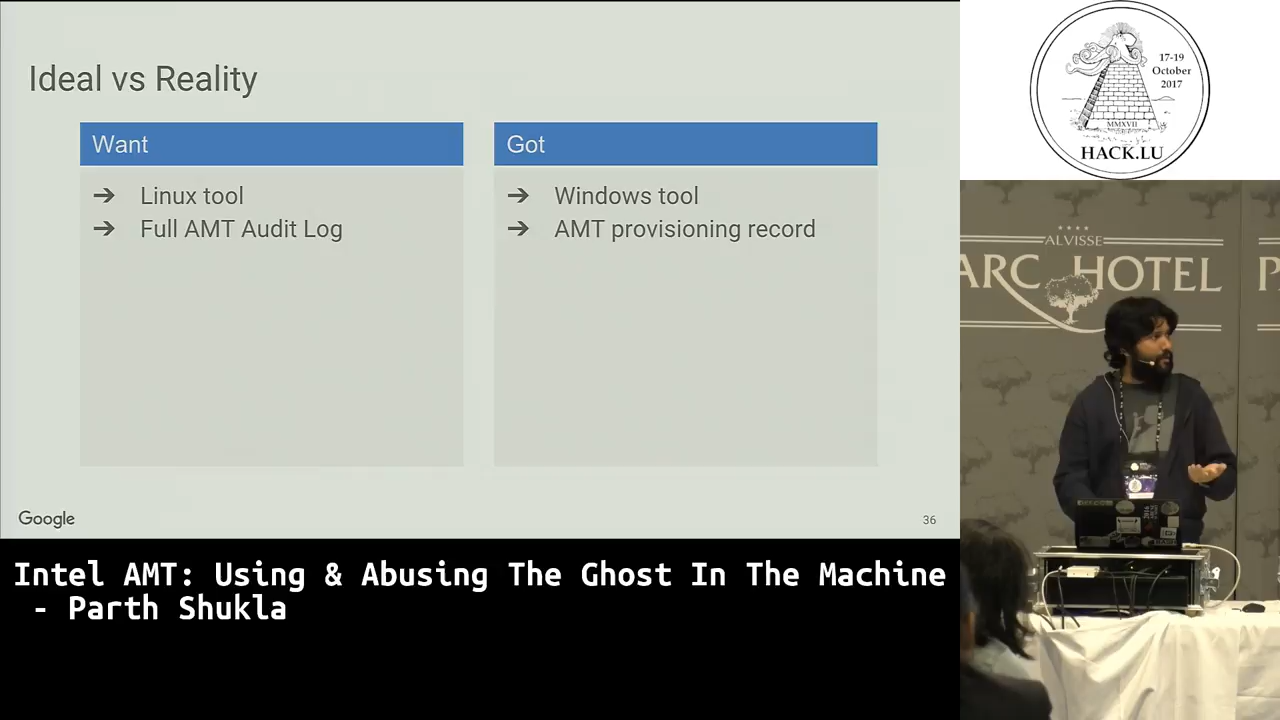 Ideal vs Reality
Want
➔ Linux tool
➔ Full AMT Audit Log
Got
➔ Windows tool
➔ AMT provisioning record
Google
36
17-19
October
2017
MMXVII
HACK.LU
ALVISSE
ARC HOTEL
P
Intel AMT: Using & Abusing The Ghost In The Machine
- Parth Shukla